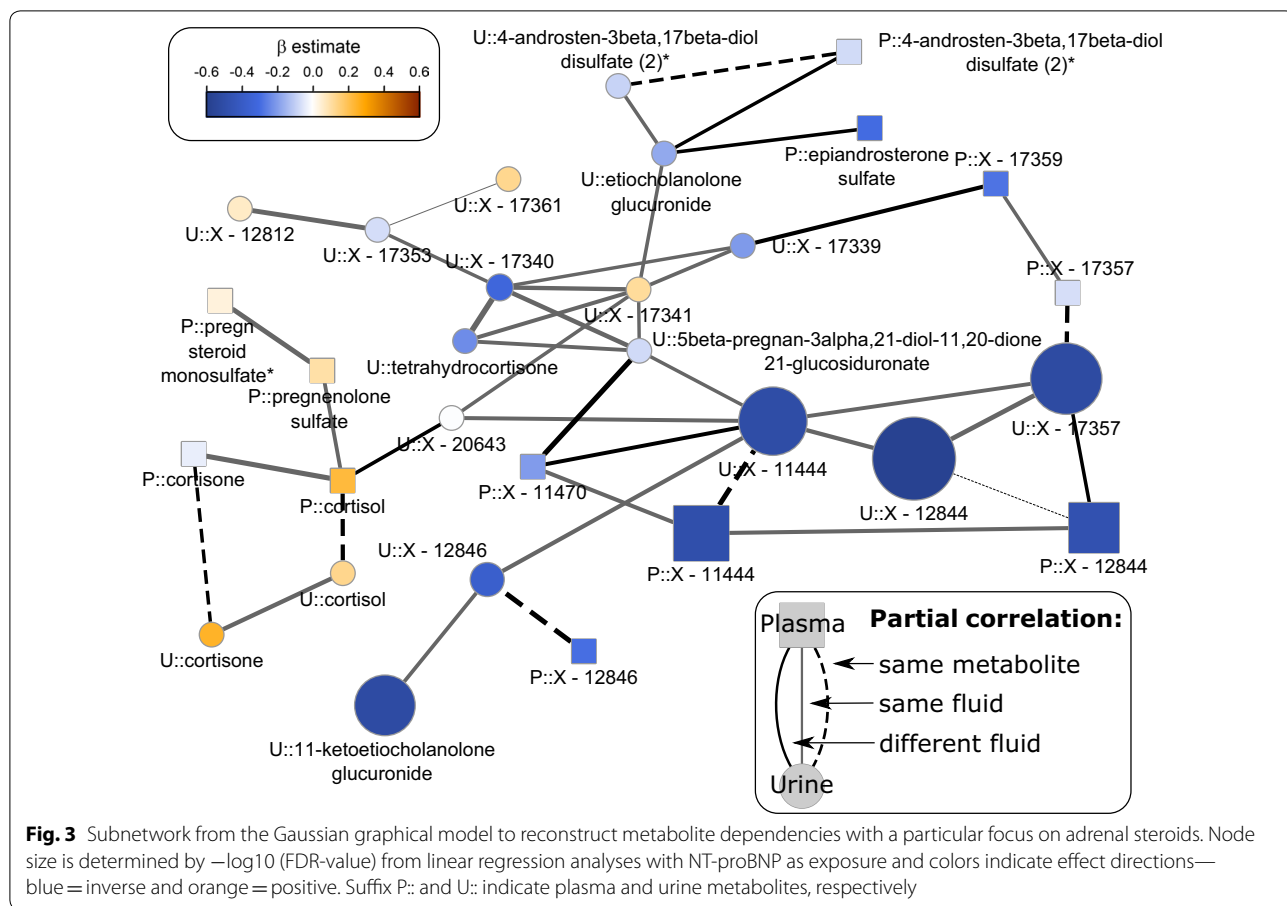 β estimate
-0.6 -0.4 -0.2 0.0 0.2 0.4 0.6
U::4-androsten-3beta,17beta-diol
disulfate (2)*
P::4-androsten-3beta,17beta-diol
disulfate (2)*
P::epiandrosterone
sulfate
U::etiocholanolone
glucuronide
P::X - 17359
U::X - 17361
U::X - 12812
U::X - 17353
U::X - 17340
U::X - 17339
P::X - 17357
P::pregn
steroid
monosulfate*
U::X - 17341
U::5beta-pregnan-3alpha,21-diol-11,20-dione
21-glucosiduronate
U::tetrahydrocortisone
P::pregnenolone
sulfate
U::X - 20643
U::X - 17357
P::cortisone
P::cortisol
P::X - 11470
U::X - 11444
U::X - 12844
U::X - 12846
P::X - 11444
P::X - 12844
U::cortisol
U::cortisone
P::X - 12846
U::11-ketoetiocholanolone
glucuronide
Plasma
Partial correlation:
same metabolite
same fluid
different fluid
Urine
Fig. 3 Subnetwork from the Gaussian graphical model to reconstruct metabolite dependencies with a particular focus on adrenal steroids. Node
size is determined by −log10 (FDR-value) from linear regression analyses with NT-proBNP as exposure and colors indicate effect directions—
blue = inverse and orange = positive. Suffix P:: and U:: indicate plasma and urine metabolites, respectively